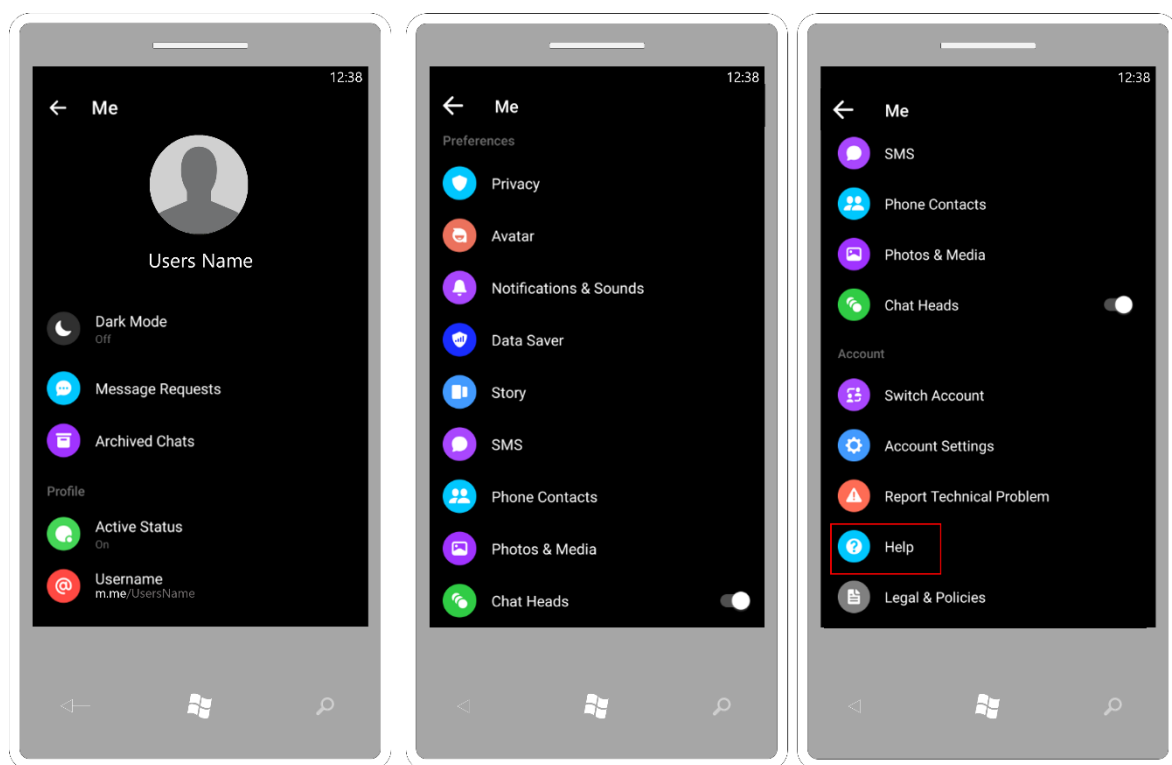 12:38
Me
Users Name
Dark Mode
Off
Message Requests
Archived Chats
Profile
Active Status
On
Username
m.me/UsersName
12:38
Me
Preferences
Privacy
Avatar
Notifications & Sounds
Data Saver
Story
SMS
Phone Contacts
Photos & Media
Chat Heads
12:38
Me
SMS
Phone Contacts
Photos & Media
Chat Heads
Account
Switch Account
Account Settings
Report Technical Problem
Help
Legal & Policies